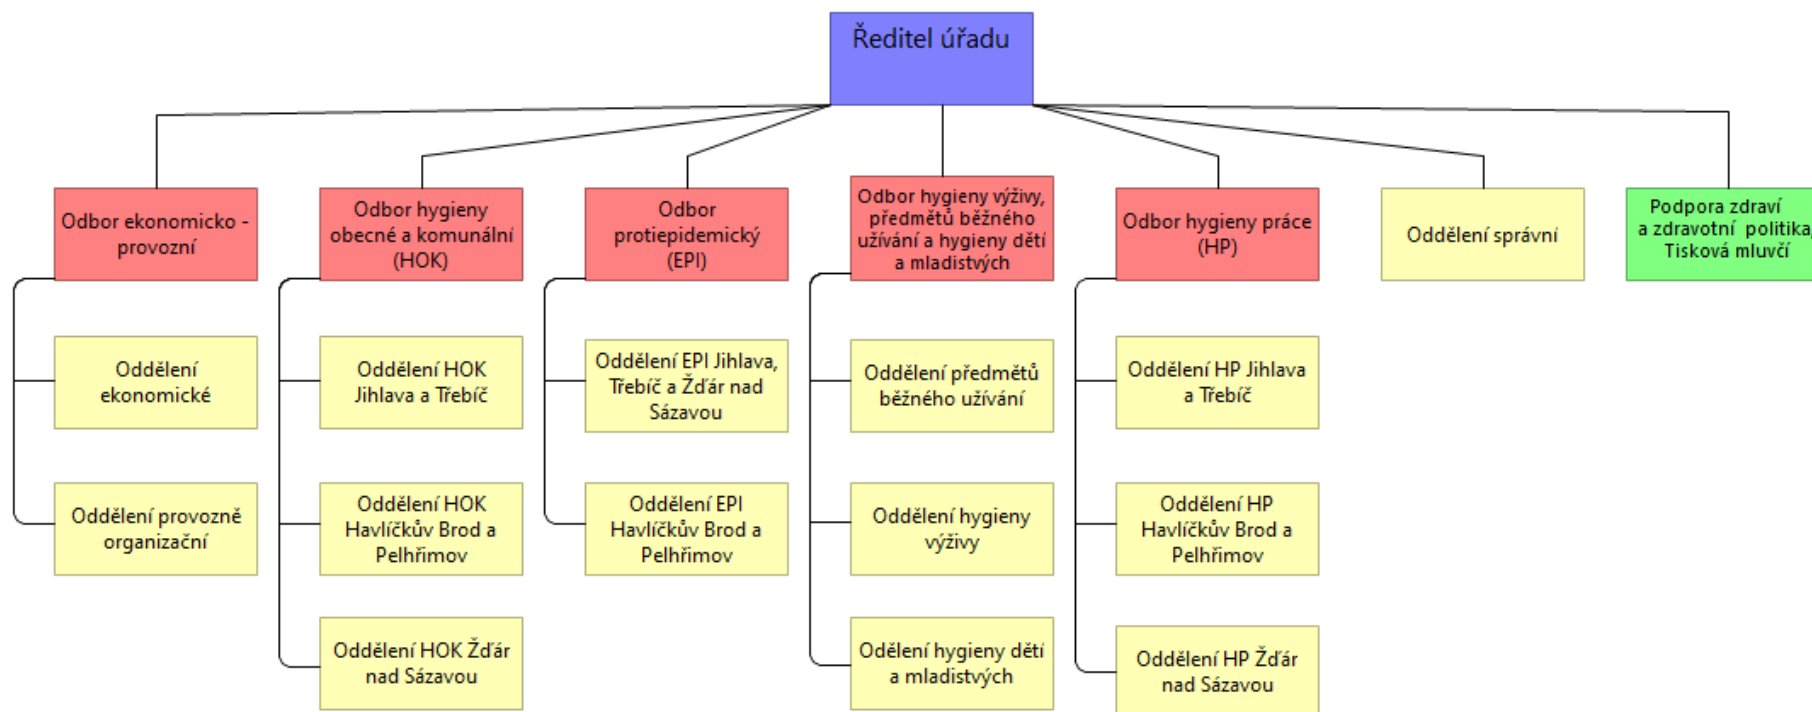 Ředitel úřadu
Odbor ekonomicko -
provozní
Odbor hygieny
obecné a komunální
(HOK)
Odbor
protiepidemický
(EPI)
Odbor hygieny výživy,
předmětů běžného
užívání a hygieny dětí
a mladistvých
Odbor hygieny práce
(HP)
Oddělení správní
Podpora zdraví
a zdravotní politika,
Tisková mluvčí
Oddělení
ekonomické
Oddělení HOK
Jihlava a Třebíč
Oddělení EPI Jihlava,
Třebíč a Žďár nad
Sázavou
Oddělení předmětů
běžného užívání
Oddělení HP Jihlava
a Třebíč
Oddělení provozně
organizační
Oddělení HOK
Havlíčkův Brod a
Pelhřimov
Oddělení EPI
Havlíčkův Brod a
Pelhřimov
Oddělení hygieny
výživy
Oddělení HP
Havlíčkův Brod a
Pelhřimov
Oddělení HOK Žďár
nad Sázavou
Odělení hygieny dětí
a mladistvých
Oddělení HP Žďár
nad Sázavou